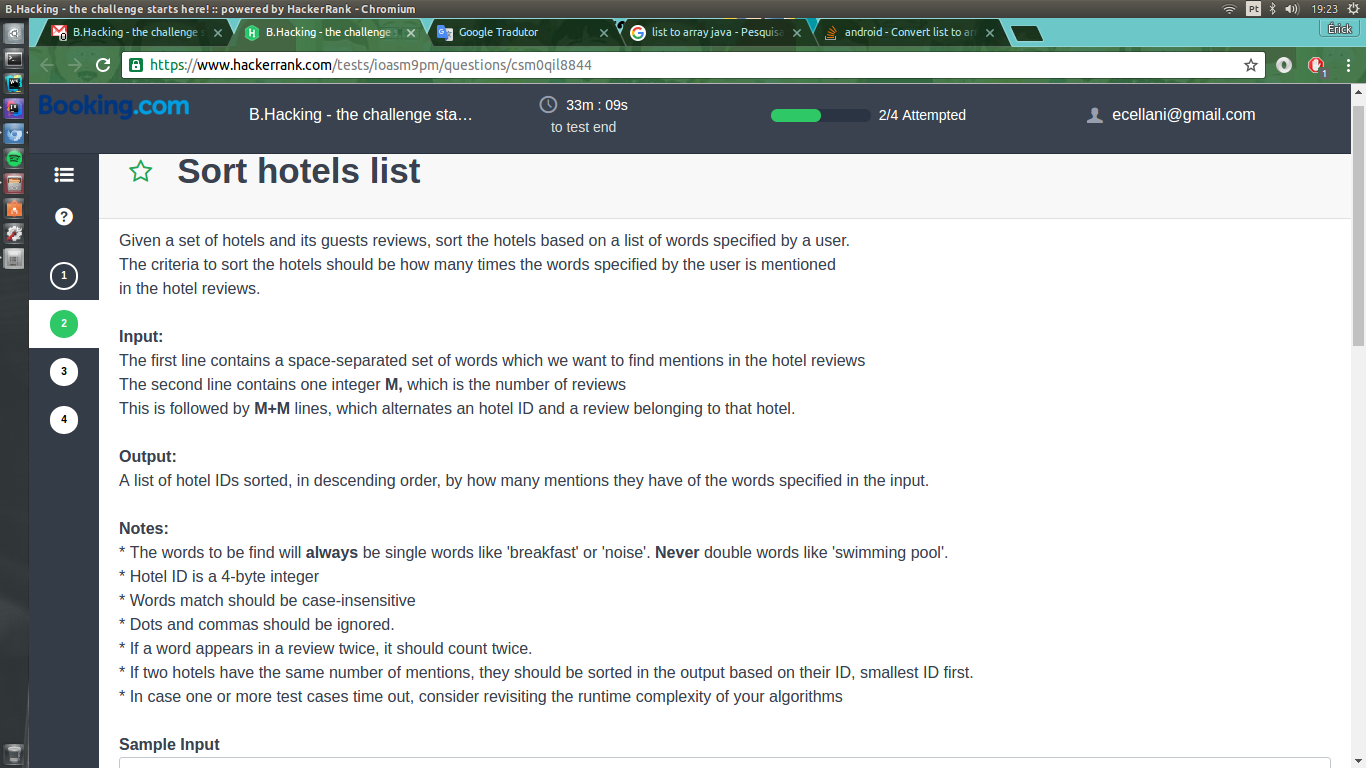 B.Hacking - the challenge starts here! :: powered by HackerRank - Chromium
Pt
19:23
B.Hacking - the challenge s
B.Hacking - the challenge s
Google Tradutor
list to array java - Pesquisa
android - Convert list to an
Erick
https://www.hackerrank.com/tests/ioasm9pm/questions/csm0qil8844
1
Booking.com
B.Hacking - the challenge sta…
33m : 09s
to test end
2/4 Attempted
ecellani@gmail.com
Sort hotels list
?
1
2
3
4
Given a set of hotels and its guests reviews, sort the hotels based on a list of words specified by a user.
The criteria to sort the hotels should be how many times the words specified by the user is mentioned
in the hotel reviews.
Input:
The first line contains a space-separated set of words which we want to find mentions in the hotel reviews
The second line contains one integer M, which is the number of reviews
This is followed by M+M lines, which alternates an hotel ID and a review belonging to that hotel.
Output:
A list of hotel IDs sorted, in descending order, by how many mentions they have of the words specified in the input.
Notes:
* The words to be find will always be single words like 'breakfast' or 'noise'. Never double words like 'swimming pool'.
* Hotel ID is a 4-byte integer
* Words match should be case-insensitive
* Dots and commas should be ignored.
* If a word appears in a review twice, it should count twice.
* If two hotels have the same number of mentions, they should be sorted in the output based on their ID, smallest ID first.
* In case one or more test cases time out, consider revisiting the runtime complexity of your algorithms
Sample Input